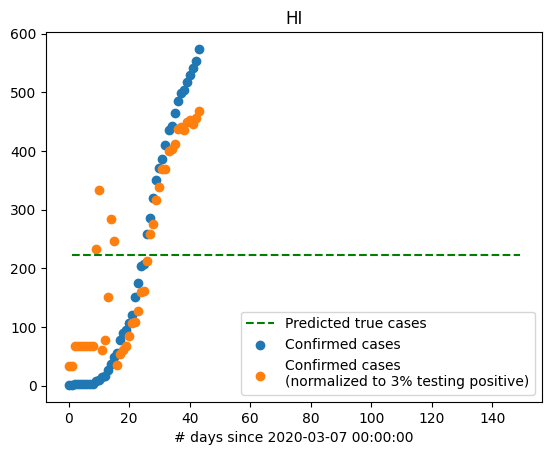 HI
600
500
400
300
200
100
0
Predicted true cases
Confirmed cases
Confirmed cases
(normalized to 3% testing positive)
0 20 40 60 80 100 120 140
# days since 2020-03-07 00:00:00